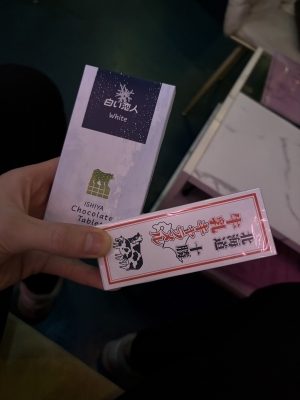 白い恋人
White
ISHIYA
Chocolate
Tablet
北海道
十勝
牛乳キャラメル